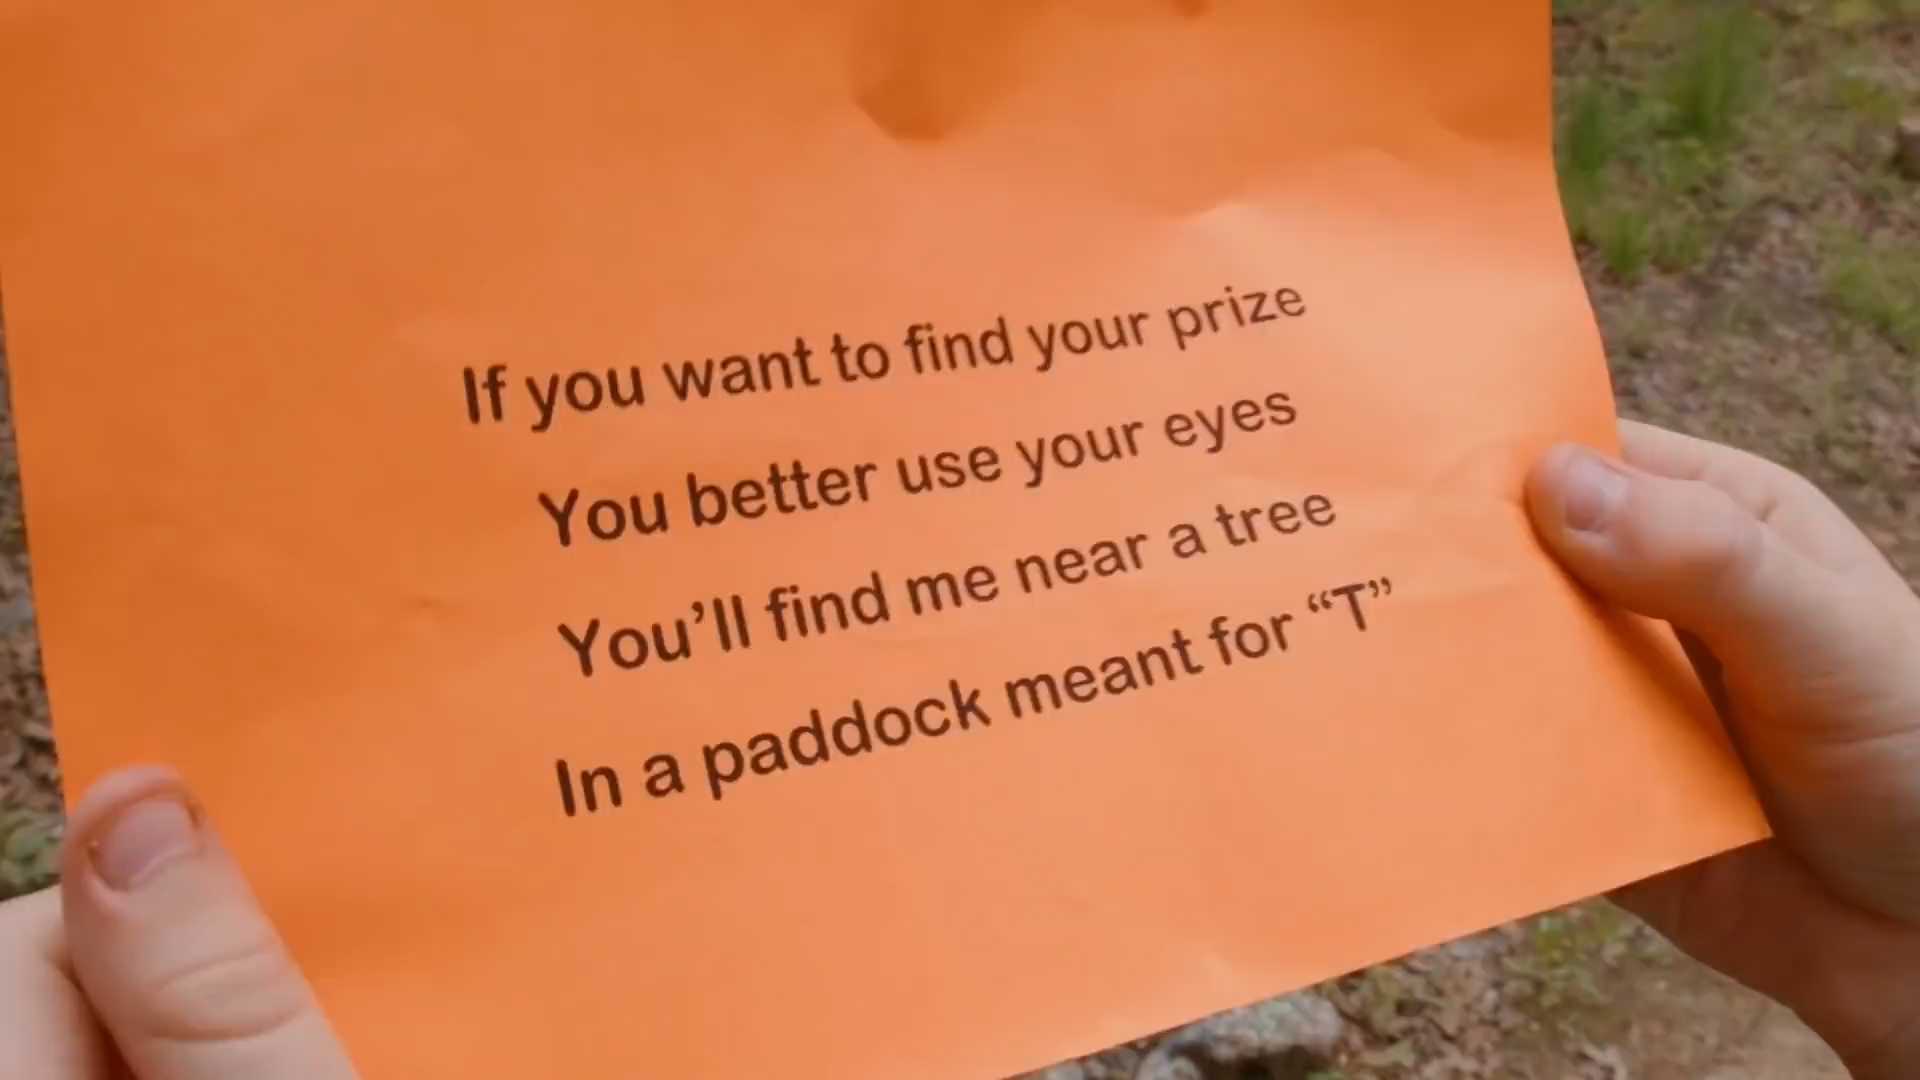 If you want to find your prize
You better use your eyes
You’ll find me near a tree
In a paddock meant for “T”